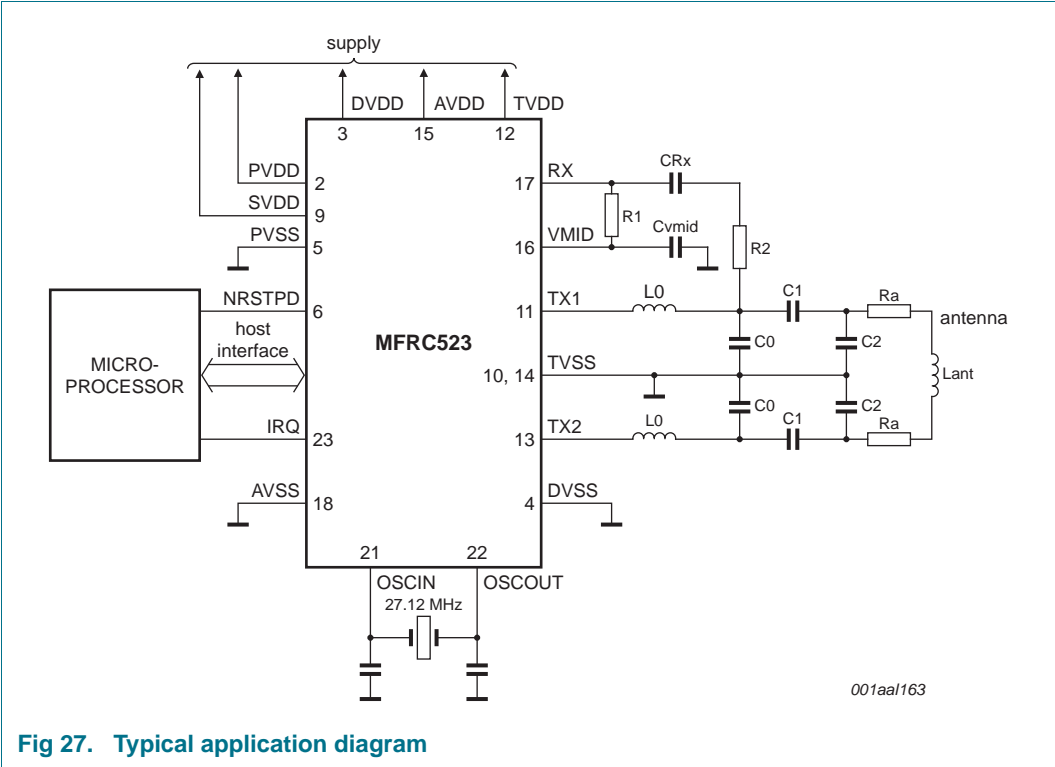 supply
DVDD AVDD TVDD
3 15 12
PVDD
2
SVDD
9
PVSS
5
NRSTPD
6
host
interface
MICRO-
PROCESSOR
IRQ
23
AVSS
18
MFRC523
17
RX
CRx
R1
16
VMID
Cvmid
R2
11
TX1
L0
C1
Ra
antenna
C0
C2
10, 14
TVSS
Lant
C0
C2
13
TX2
L0
C1
Ra
4
DVSS
21 22
OSCIN OSCOUT
27.12 MHz
001aal163
Fig 27. Typical application diagram